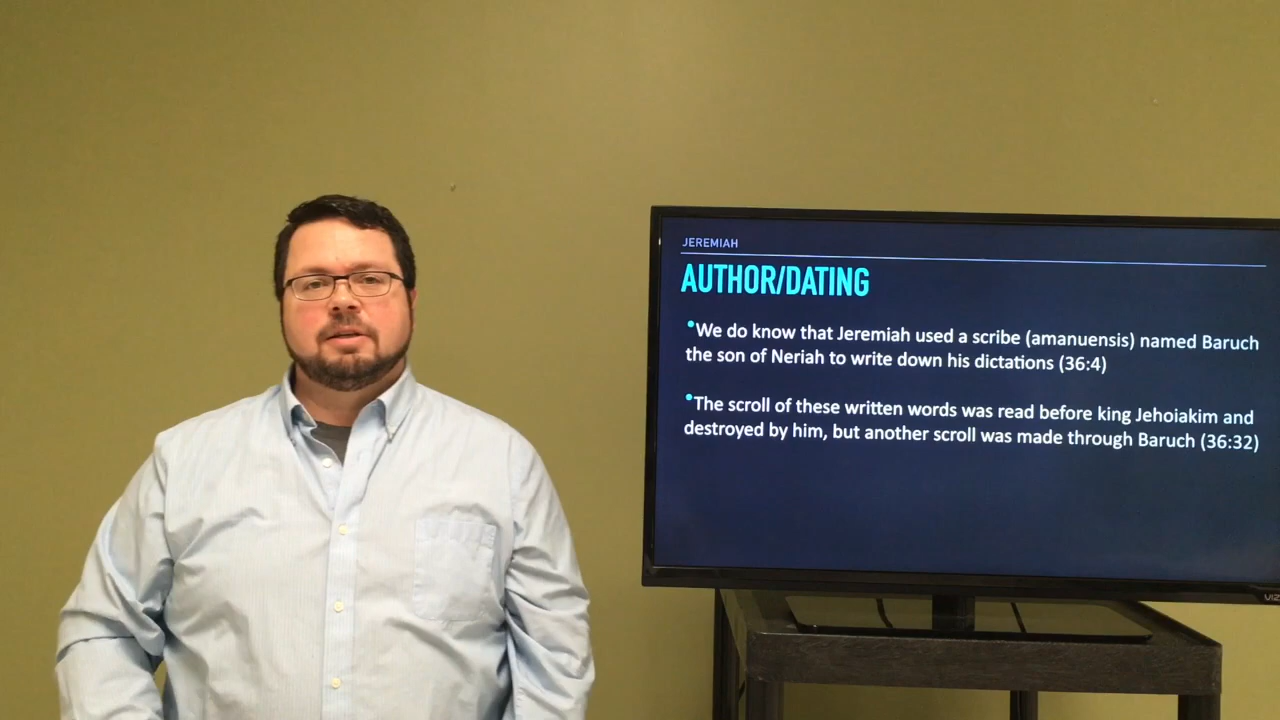 JEREMIAH
AUTHOR/DATING
•We do know that Jeremiah used a scribe (amanuensis) named Baruch
the son of Neriah to write down his dictations (36:4)
•The scroll of these written words was read before king Jehoiakim and
destroyed by him, but another scroll was made through Baruch (36:32)